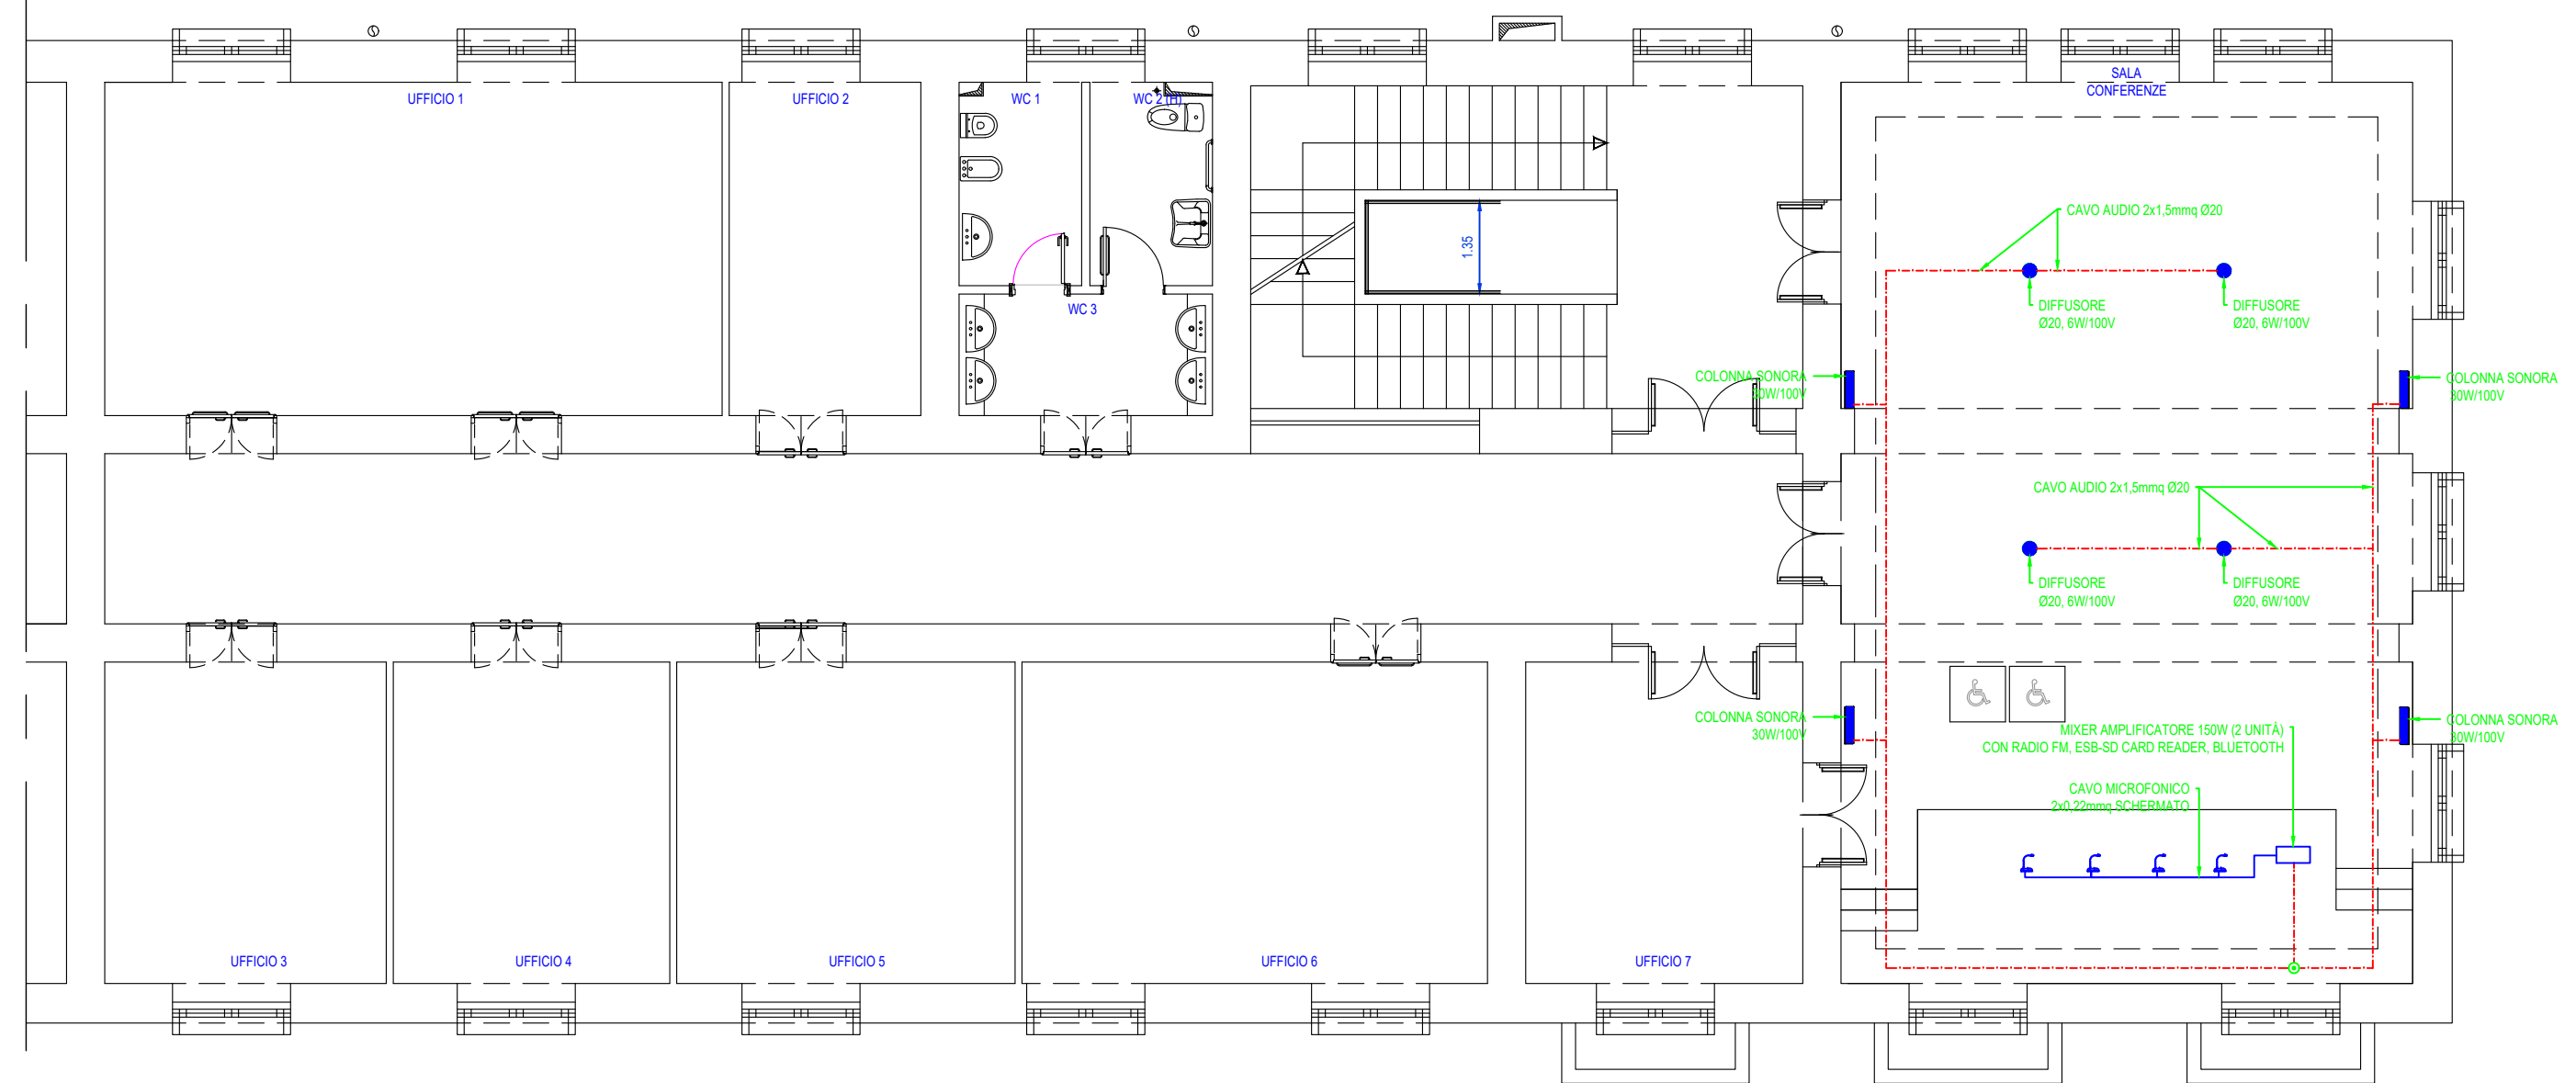 UFFICIO 1
UFFICIO 2
WC 1
WC 2 (H)
WC 3
1.35
SALA
CONFERENZE
CAVO AUDIO 2x1,5mmq Ø20
DIFFUSORE
Ø20, 6W/100V
DIFFUSORE
Ø20, 6W/100V
COLONNA SONORA
30W/100V
COLONNA SONORA
30W/100V
CAVO AUDIO 2x1,5mmq Ø20
DIFFUSORE
Ø20, 6W/100V
DIFFUSORE
Ø20, 6W/100V
COLONNA SONORA
30W/100V
COLONNA SONORA
30W/100V
MIXER AMPLIFICATORE 150W (2 UNITÀ)
CON RADIO FM, ESB-SD CARD READER, BLUETOOTH
CAVO MICROFONICO
2x0,22mmq SCHERMATO
UFFICIO 3
UFFICIO 4
UFFICIO 5
UFFICIO 6
UFFICIO 7